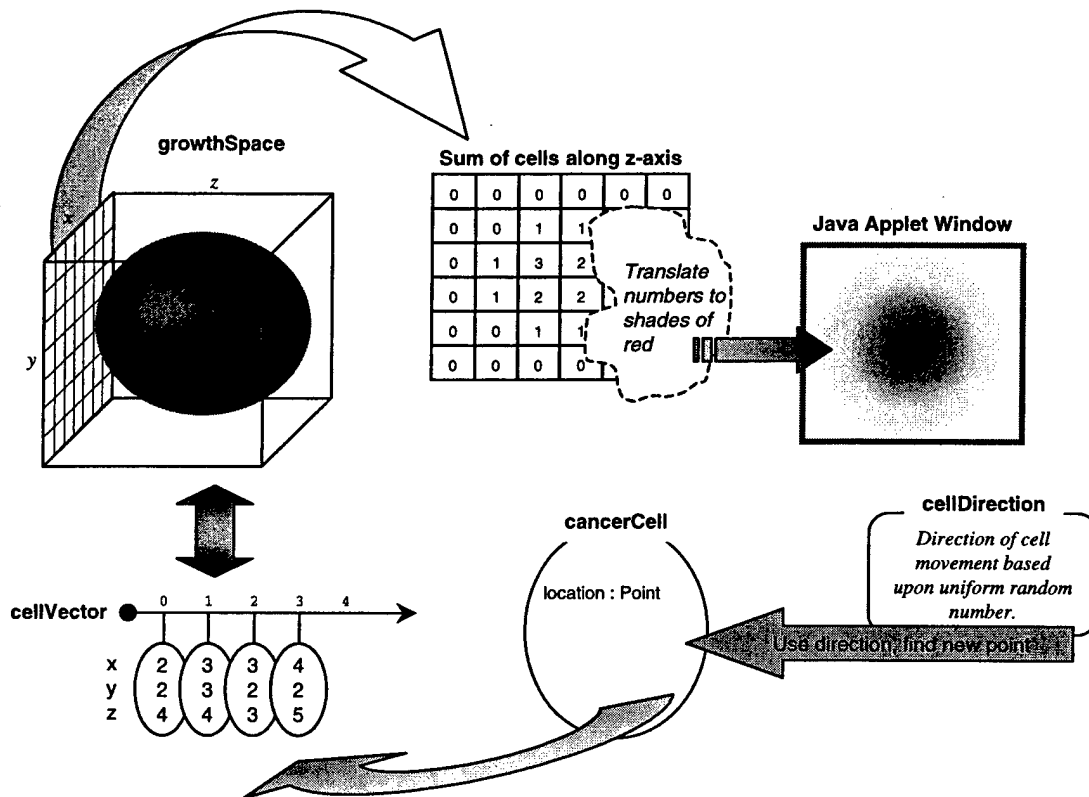 growthSpace
z
x
y
Sum of cells along z-axis
0 0 0 0 0 0
0 0 1 1
0 1 3 2
0 1 2 2
0 0 1 1
0 0 0 0
Translate
numbers to
shades of
red
Java Applet Window
cellVector
0 1 2 3 4
x 2 3 3 4
y 2 3 2 2
z 4 4 3 5
cancerCell
location : Point
cellDirection
Direction of cell
movement based
upon uniform random
number.
Use direction, find new point